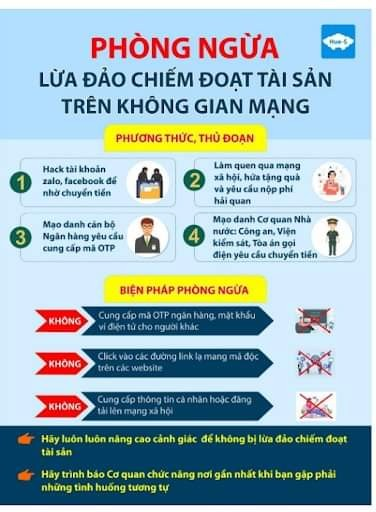 PHÒNG NGỪA
Hue-S
LỪA ĐẢO CHIẾM ĐOẠT TÀI SẢN
TRÊN KHÔNG GIAN MẠNG
PHƯƠNG THỨC, THỦ ĐOẠN
1
Hack tài khoản
zalo, facebook để
nhờ chuyển tiền
2
Làm quen qua mạng
xã hội, hứa tặng quà
và yêu cầu nộp phí
hải quan
3
Mạo danh cán bộ
Ngân hàng yêu cầu
cung cấp mã OTP
4
Mạo danh Cơ quan Nhà
nước: Công an, Viện
kiểm sát, Tòa án gọi
điện yêu cầu chuyển tiền
BIỆN PHÁP PHÒNG NGỪA
KHÔNG
Cung cấp mã OTP ngân hàng, mật khẩu
ví điện tử cho người khác
KHÔNG
Click vào các đường link lạ mang mã độc
trên các website
KHÔNG
Cung cấp thông tin cá nhân hoặc đăng
tải lên mạng xã hội
Hãy luôn luôn nâng cao cảnh giác để không bị lừa đảo chiếm đoạt
tài sản
Hãy trình báo Cơ quan chức năng nơi gần nhất khi bạn gặp phải
những tình huống tương tự